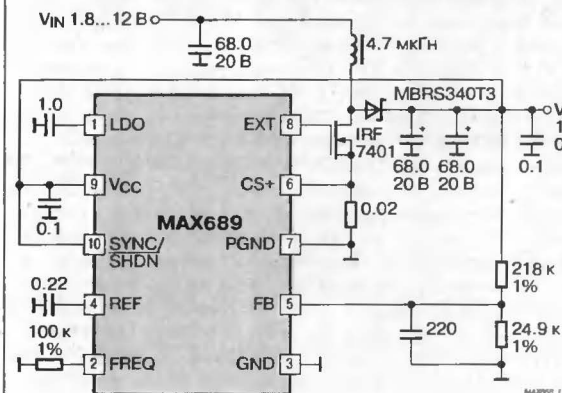 VIN 1.8...12 В
68.0
20 В
4.7 мкГн
MBRS340T3
1.0
1 LDO
EXT 8
IRF
7401
68.0
20 В
68.0
20 В
0.1
9 VCC
CS+ 6
0.1
MAX689
0.02
10 SYNC/
SHDN
PGND 7
218 к
1%
0.22
4 REF
FB 5
220
24.9 к
1%
100 к
1%
2 FREQ
GND 3